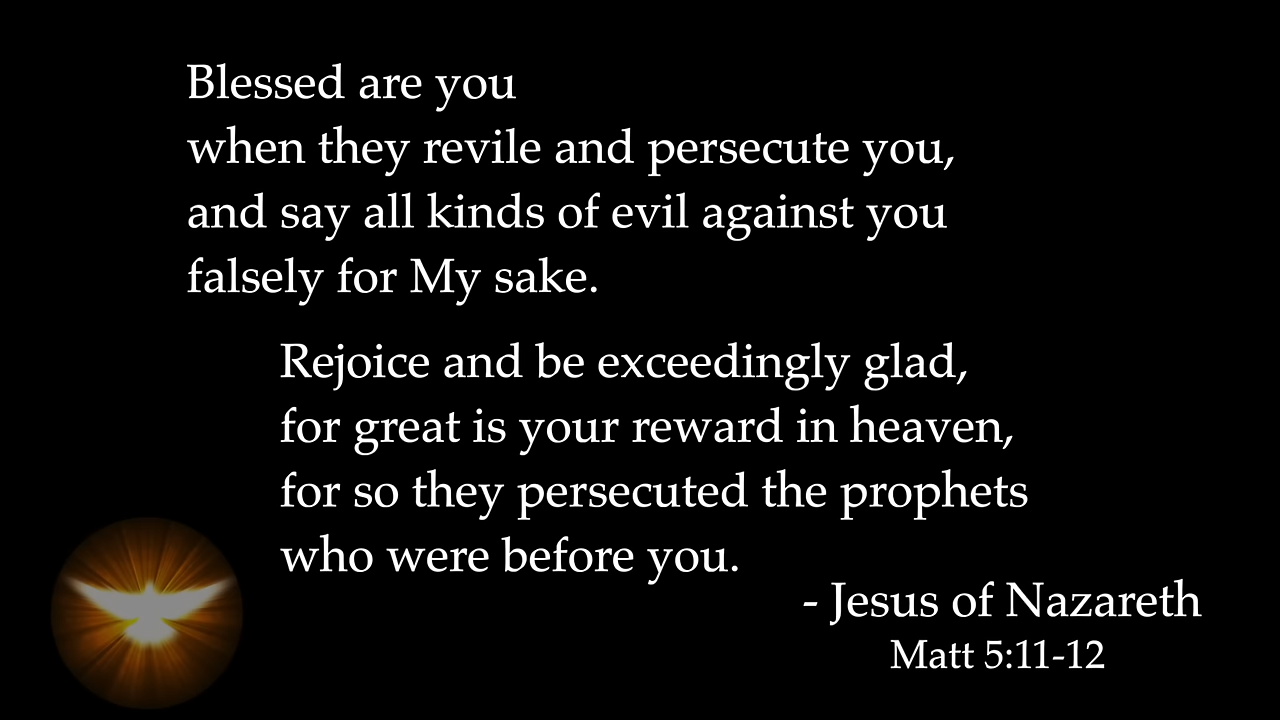 Blessed are you
when they revile and persecute you,
and say all kinds of evil against you
falsely for My sake.
Rejoice and be exceedingly glad,
for great is your reward in heaven,
for so they persecuted the prophets
who were before you.
- Jesus of Nazareth
Matt 5:11-12